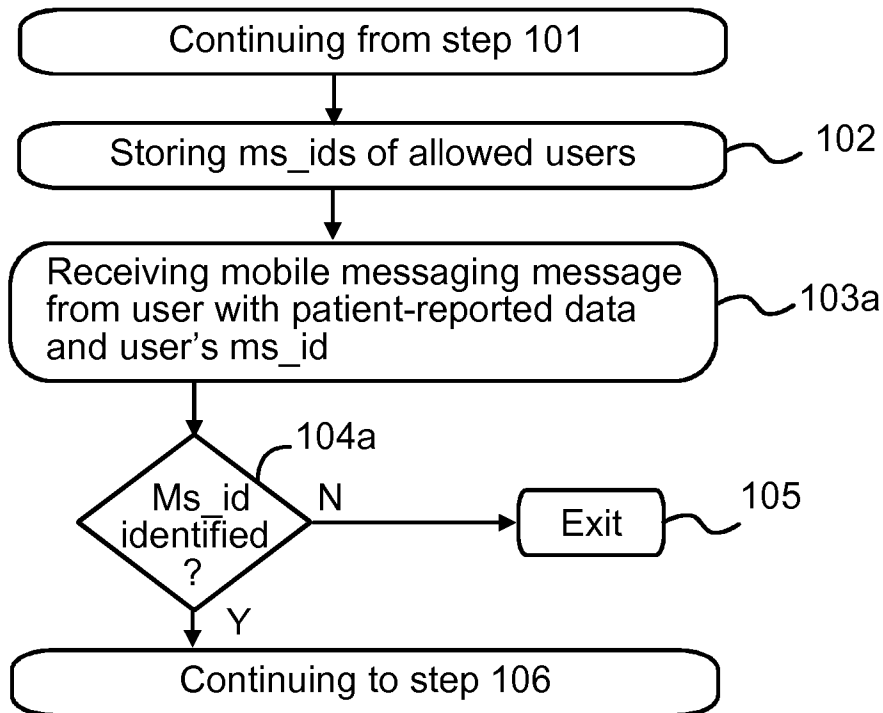 Continuing from step 101
Storing ms_ids of allowed users
102
Receiving mobile messaging message
from user with patient-reported data
and user's ms_id
103a
104a
Ms_id
identified
?
N
Exit
105
Y
Continuing to step 106